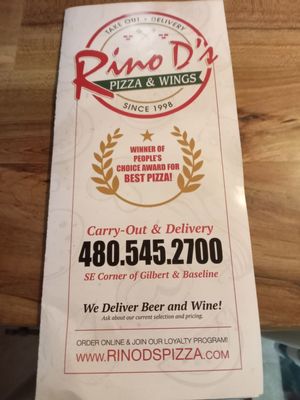 TAKE OUT • DELIVERY
Rino D's
PIZZA & WINGS
SINCE 1998
WINNER OF
PEOPLE'S
CHOICE AWARD FOR
BEST PIZZA!
Carry-Out & Delivery
480.545.2700
SE Corner of Gilbert & Baseline
We Deliver Beer and Wine!
Ask about our current selection and pricing.
ORDER ONLINE & JOIN OUR LOYALTY PROGRAM!
WWW.RINODSPIZZA.COM